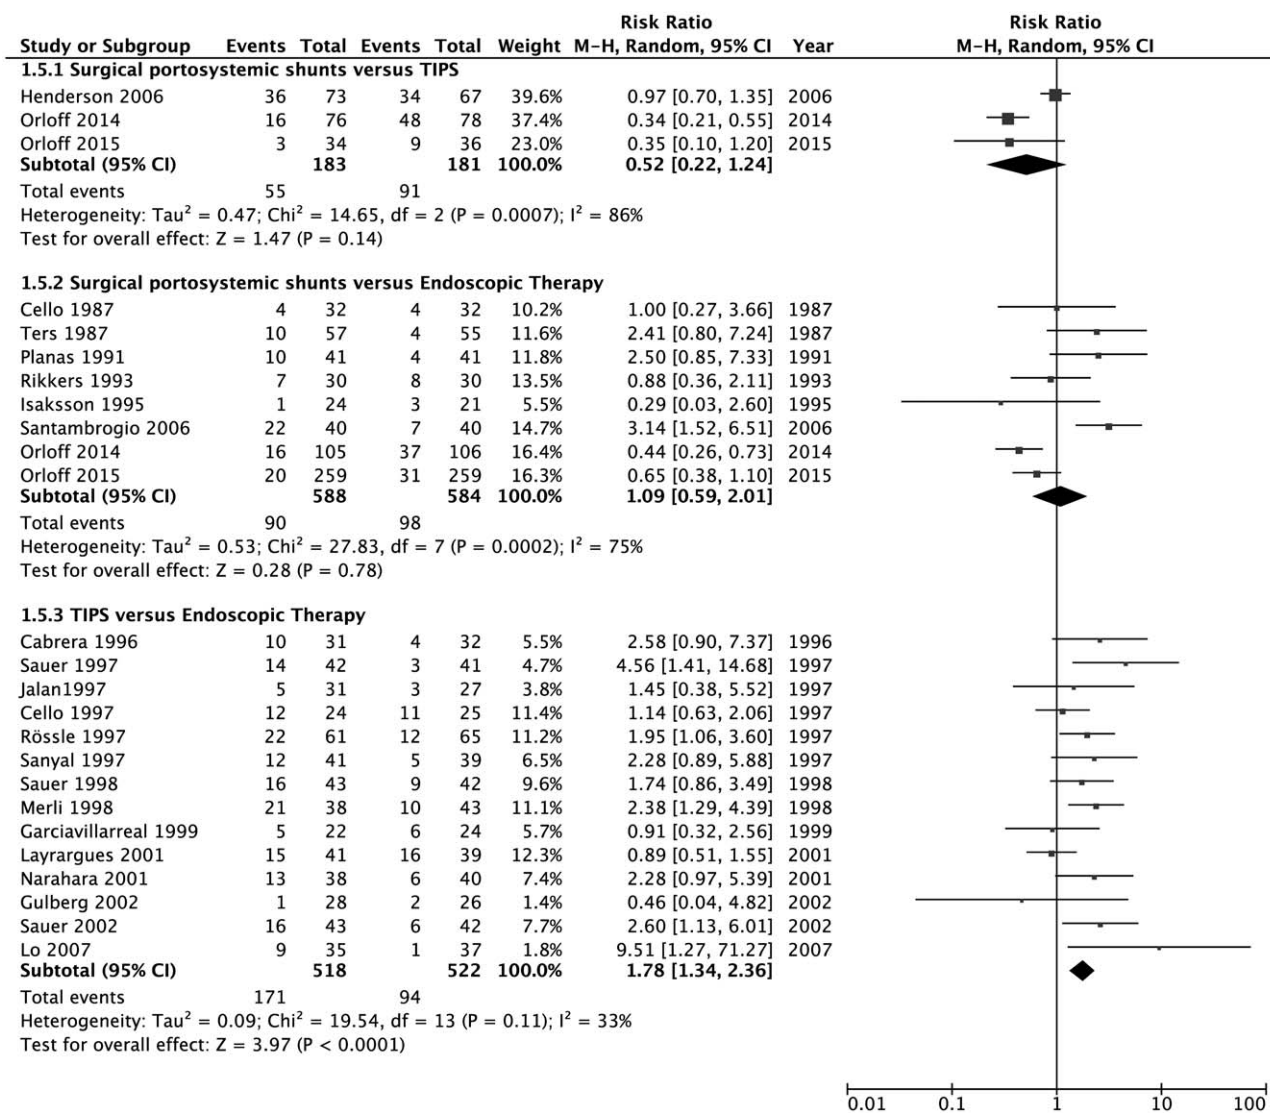 Risk Ratio Risk Ratio
Study or Subgroup Events Total Events Total Weight M-H, Random, 95% CI Year M-H, Random, 95% CI
1.5.1 Surgical portosystemic shunts versus TIPS
Henderson 2006 36 73 34 67 39.6% 0.97 [0.70, 1.35] 2006
Orloff 2014 16 76 48 78 37.4% 0.34 [0.21, 0.55] 2014
Orloff 2015 3 34 9 36 23.0% 0.35 [0.10, 1.20] 2015
Subtotal (95% CI) 183 181 100.0% 0.52 [0.22, 1.24]
Total events 55 91
Heterogeneity: Tau² = 0.47; Chi² = 14.65, df = 2 (P = 0.0007); I² = 86%
Test for overall effect: Z = 1.47 (P = 0.14)
1.5.2 Surgical portosystemic shunts versus Endoscopic Therapy
Cello 1987 4 32 4 32 10.2% 1.00 [0.27, 3.66] 1987
Ters 1987 10 57 4 55 11.6% 2.41 [0.80, 7.24] 1987
Planas 1991 10 41 4 41 11.8% 2.50 [0.85, 7.33] 1991
Rikkers 1993 7 30 8 30 13.5% 0.88 [0.36, 2.11] 1993
Isaksson 1995 1 24 3 21 5.5% 0.29 [0.03, 2.60] 1995
Santambrogio 2006 22 40 7 40 14.7% 3.14 [1.52, 6.51] 2006
Orloff 2014 16 105 37 106 16.4% 0.44 [0.26, 0.73] 2014
Orloff 2015 20 259 31 259 16.3% 0.65 [0.38, 1.10] 2015
Subtotal (95% CI) 588 584 100.0% 1.09 [0.59, 2.01]
Total events 90 98
Heterogeneity: Tau² = 0.53; Chi² = 27.83, df = 7 (P = 0.0002); I² = 75%
Test for overall effect: Z = 0.28 (P = 0.78)
1.5.3 TIPS versus Endoscopic Therapy
Cabrera 1996 10 31 4 32 5.5% 2.58 [0.90, 7.37] 1996
Sauer 1997 14 42 3 41 4.7% 4.56 [1.41, 14.68] 1997
Jalan1997 5 31 3 27 3.8% 1.45 [0.38, 5.52] 1997
Cello 1997 12 24 11 25 11.4% 1.14 [0.63, 2.06] 1997
Rössle 1997 22 61 12 65 11.2% 1.95 [1.06, 3.60] 1997
Sanyal 1997 12 41 5 39 6.5% 2.28 [0.89, 5.88] 1997
Sauer 1998 16 43 9 42 9.6% 1.74 [0.86, 3.49] 1998
Merli 1998 21 38 10 43 11.1% 2.38 [1.29, 4.39] 1998
Garciavillarreal 1999 5 22 6 24 5.7% 0.91 [0.32, 2.56] 1999
Layrargues 2001 15 41 16 39 12.3% 0.89 [0.51, 1.55] 2001
Narahara 2001 13 38 6 40 7.4% 2.28 [0.97, 5.39] 2001
Gulberg 2002 1 28 2 26 1.4% 0.46 [0.04, 4.82] 2002
Sauer 2002 16 43 6 42 7.7% 2.60 [1.13, 6.01] 2002
Lo 2007 9 35 1 37 1.8% 9.51 [1.27, 71.27] 2007
Subtotal (95% CI) 518 522 100.0% 1.78 [1.34, 2.36]
Total events 171 94
Heterogeneity: Tau² = 0.09; Chi² = 19.54, df = 13 (P = 0.11); I² = 33%
Test for overall effect: Z = 3.97 (P < 0.0001)
0.01 0.1 1 10 100